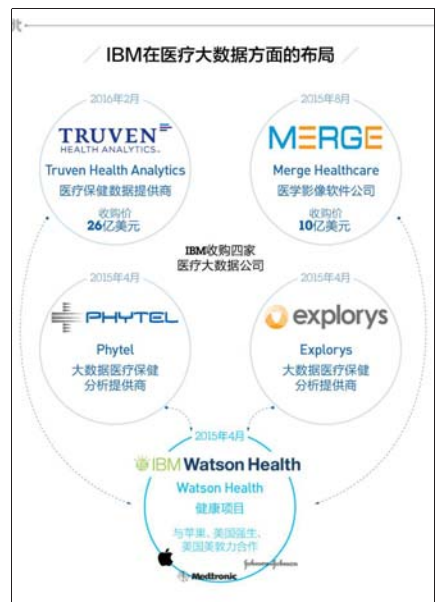 IBM在医疗大数据方面的布局
2016年2月
TRUVEN
HEALTH ANALYTICS
Truven Health Analytics
医疗保健数据提供商
收购价
26亿美元
2015年8月
MERGE
Merge Healthcare
医学影像软件公司
收购价
10亿美元
IBM收购四家
医疗大数据公司
2015年4月
PHYTEL
Phytel
大数据医疗保健
分析提供商
2015年4月
explorys
Explorys
大数据医疗保健
分析提供商
2015年4月
IBM Watson Health
Watson Health
健康项目
与苹果、美国强生、
美国美敦力合作
Johnson&Johnson
Medtronic